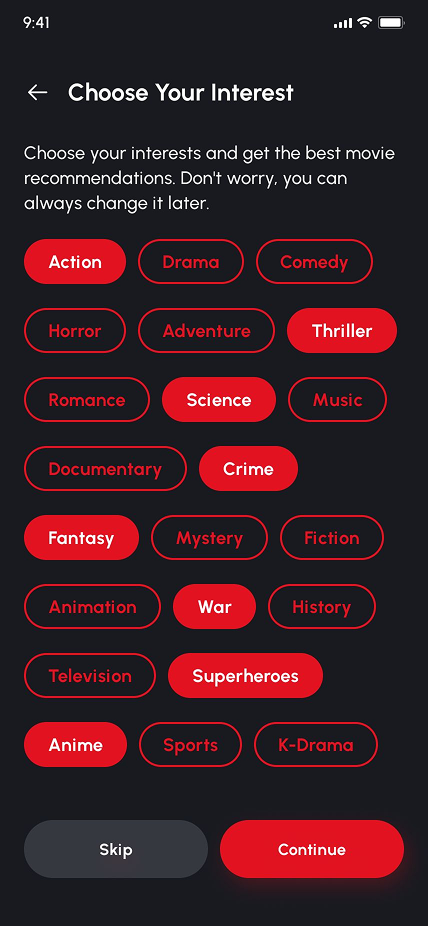 9:41
Choose Your Interest
Choose your interests and get the best movie
recommendations. Don't worry, you can
always change it later.
Action Drama Comedy
Horror Adventure Thriller
Romance Science Music
Documentary Crime
Fantasy Mystery Fiction
Animation War History
Television Superheroes
Anime Sports K-Drama
Skip Continue